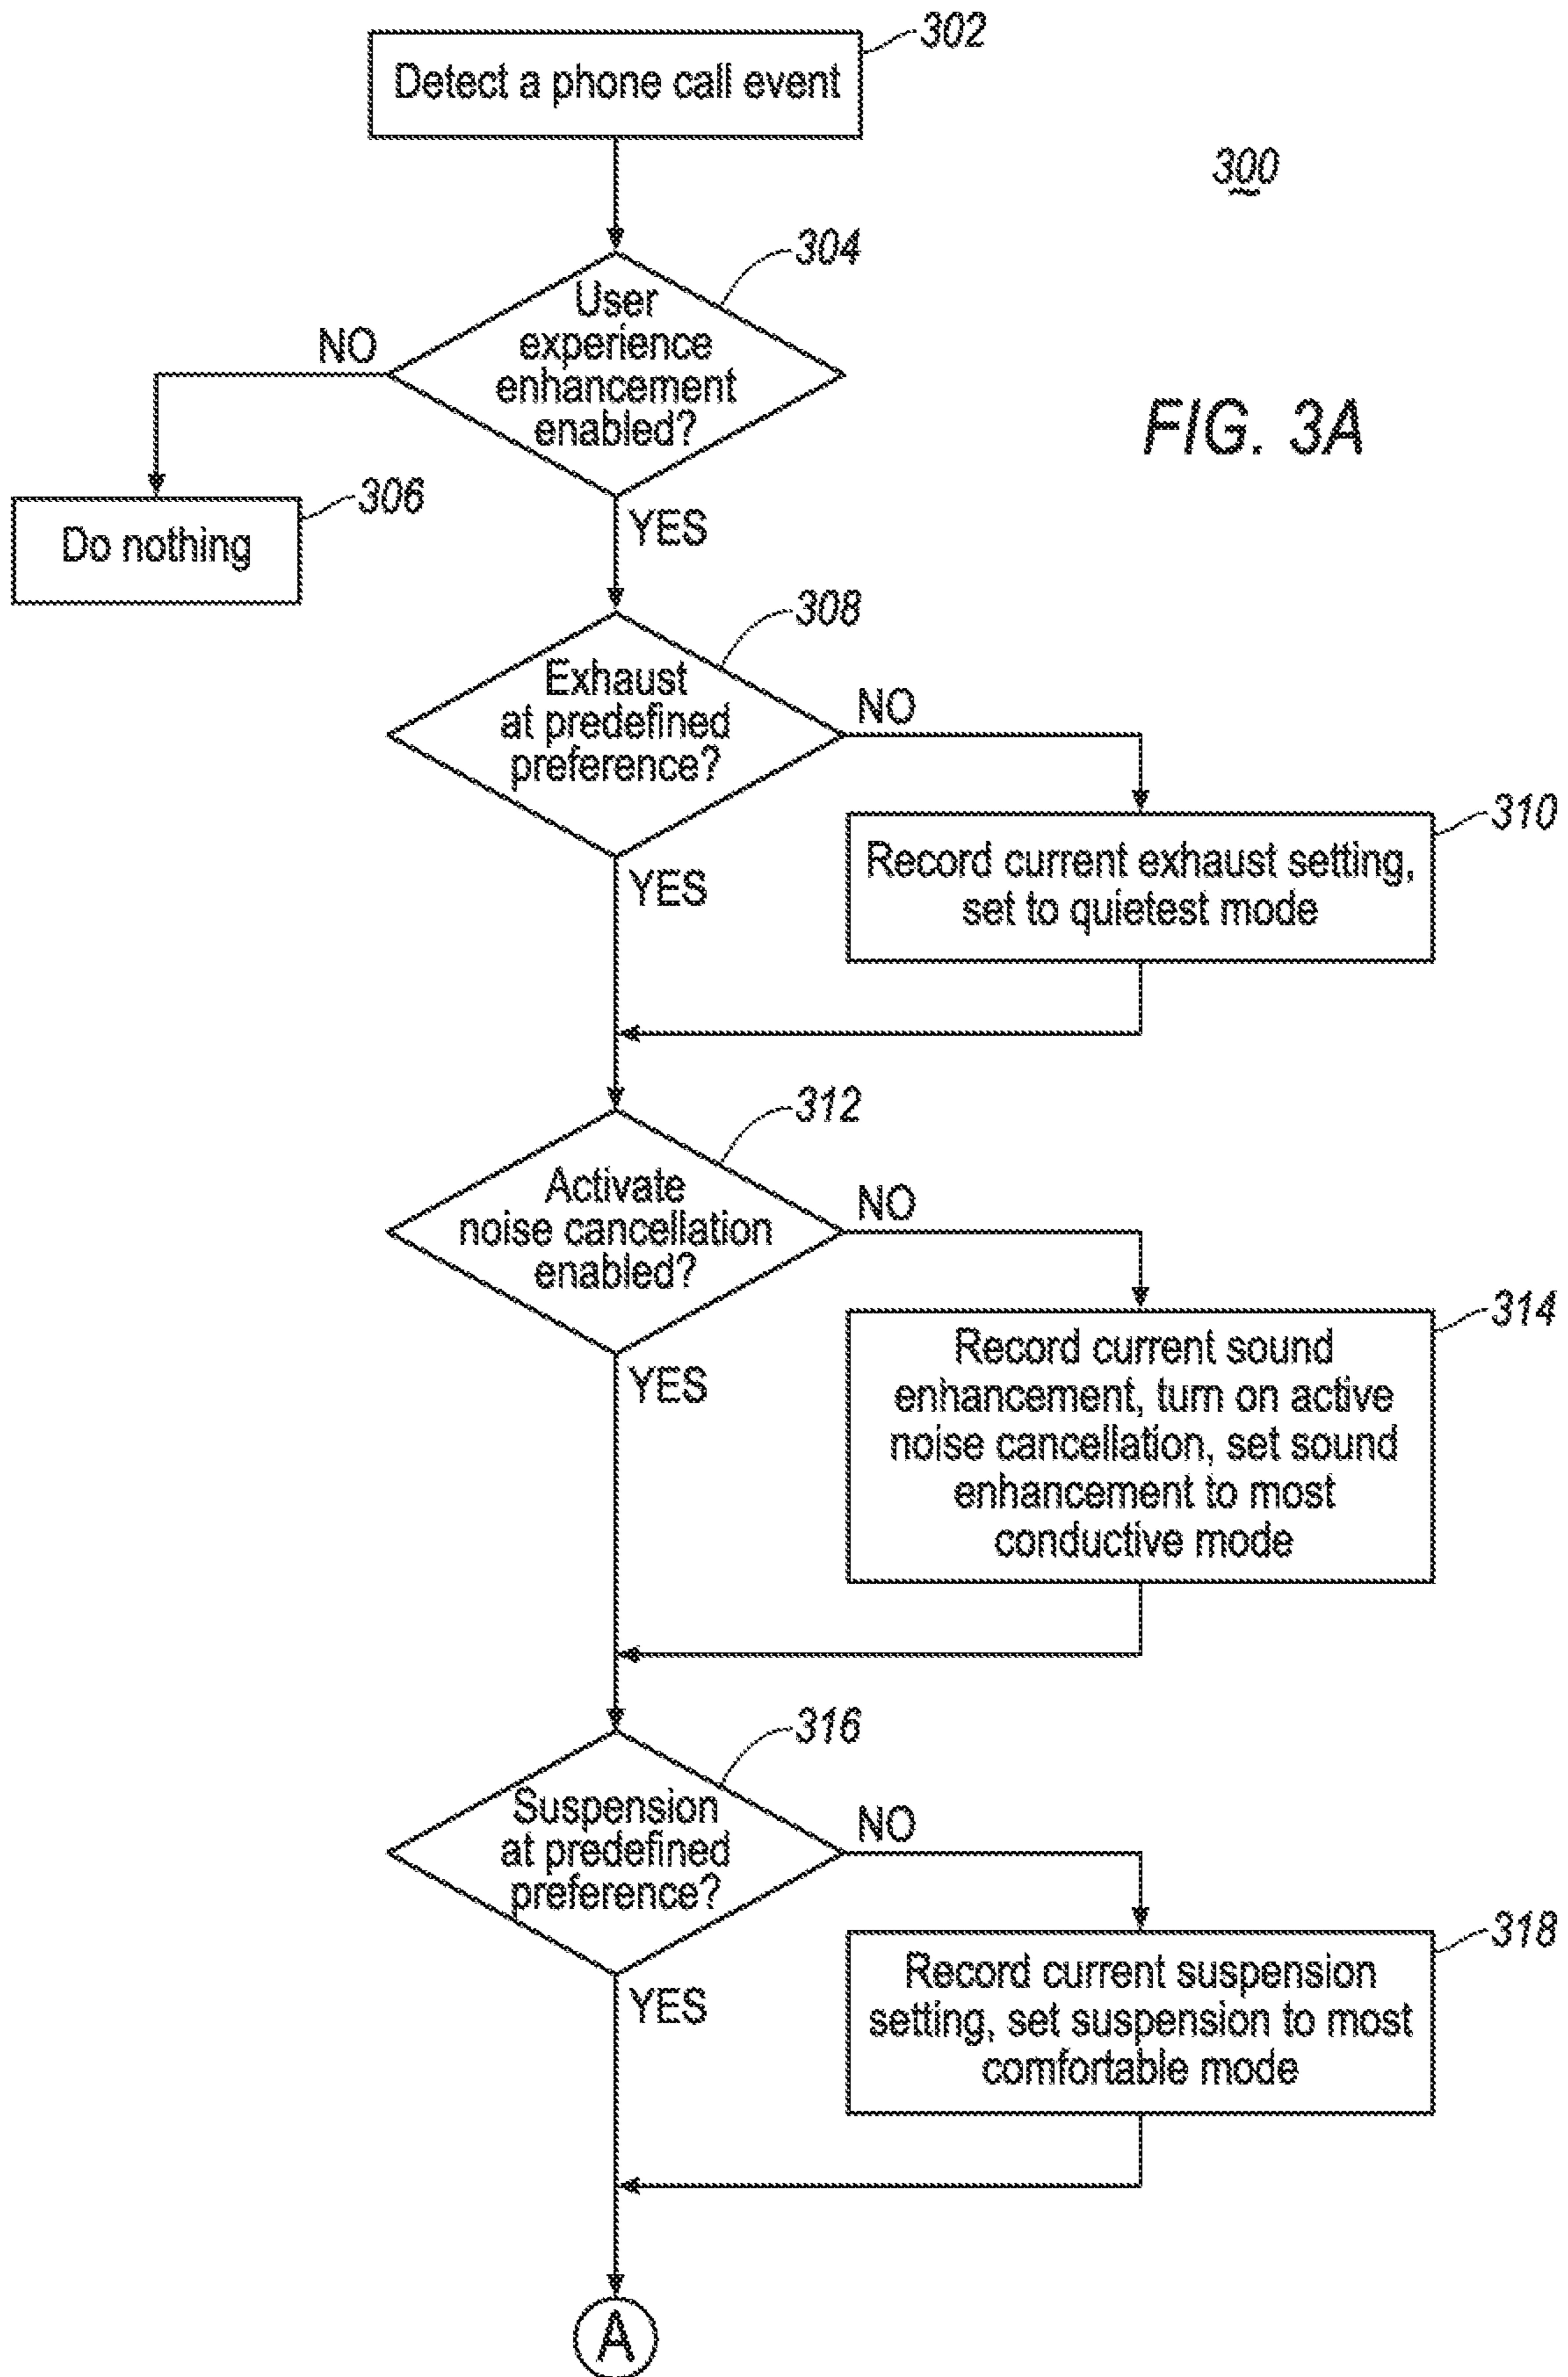 302
Detect a phone call event
300
304
User
experience
enhancement
enabled?
NO
FIG. 3A
306
Do nothing
YES
308
Exhaust
at predefined
preference?
NO
310
Record current exhaust setting,
set to quietest mode
YES
312
Activate
noise cancellation
enabled?
NO
314
Record current sound
enhancement, turn on active
noise cancellation, set sound
enhancement to most
conductive mode
YES
316
Suspension
at predefined
preference?
NO
318
Record current suspension
setting, set suspension to most
comfortable mode
YES
A